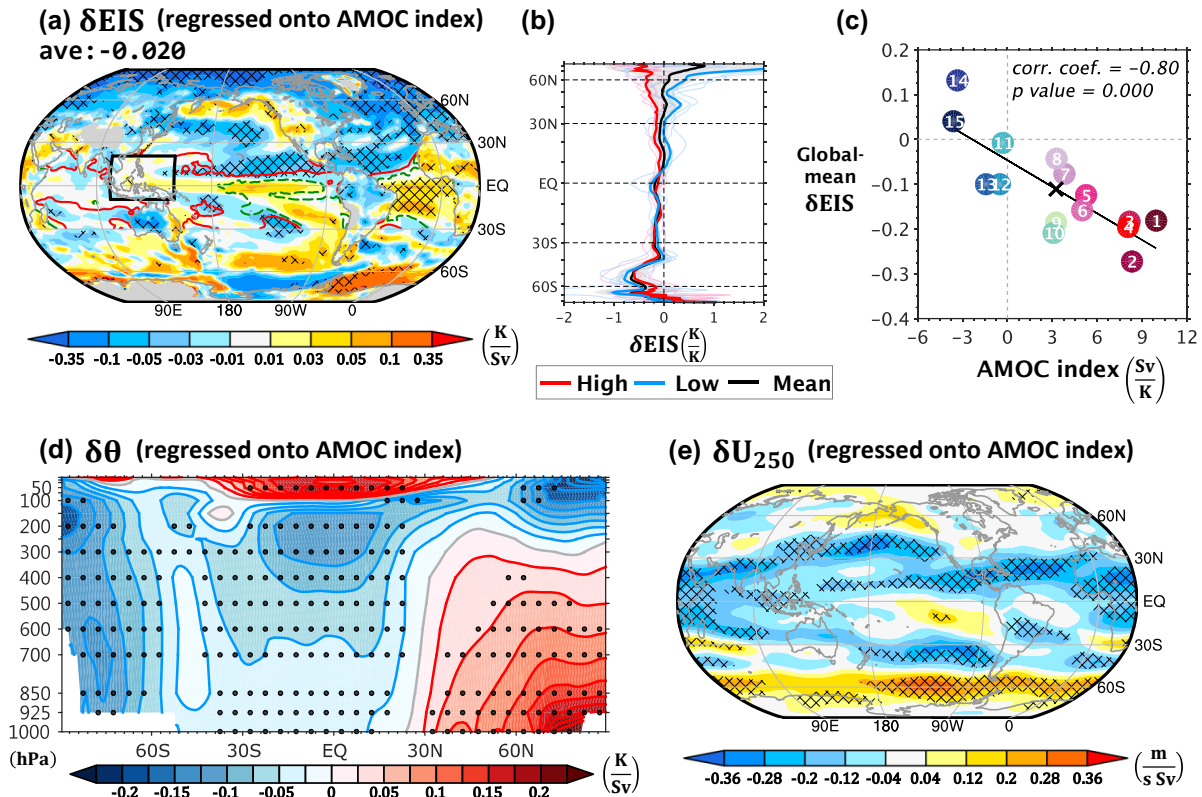 (a) δEIS (regressed onto AMOC index)
ave:-0.020
60N
30N
EQ
30S
60S
90E 180 90W 0
-0.35 -0.1 -0.05 -0.03 -0.01 0.01 0.03 0.05 0.10 0.35
(K/Sv)
(b)
60N
30N
EQ
30S
60S
-2 -1 0 1 2
δEIS(K/K)
High Low Mean
(c)
corr. coef. = -0.80
p value = 0.000
Global-
mean
δEIS
0.2
0.1
0
-0.1
-0.2
-0.3
-0.4
14
15
11
8
7
13 12
5
6
9
10
3
4
1
2
-6 -3 0 3 6 9 12
AMOC index (Sv/K)
(d) δθ (regressed onto AMOC index)
50
100
200
300
400
500
600
700
850
925
1000
(hPa)
60S 30S EQ 30N 60N
-0.2 -0.15 -0.1 -0.05 0 0.05 0.1 0.15 0.2
(K/Sv)
(e) δU₂₅₀ (regressed onto AMOC index)
60N
30N
EQ
30S
60S
90E 180 90W 0
-0.36 -0.28 -0.2 -0.04 0.04 0.12 0.2 0.28 0.36
(m/s Sv)